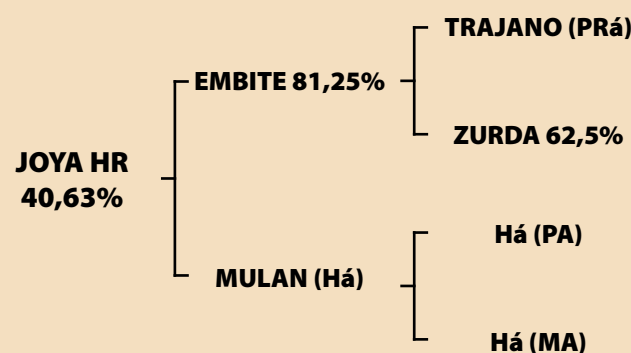 TRAJANO (PRá)
EMBITE 81,25%
ZURDA 62,5%
JOYA HR
40,63%
Há (PA)
MULAN (Há)
Há (MA)